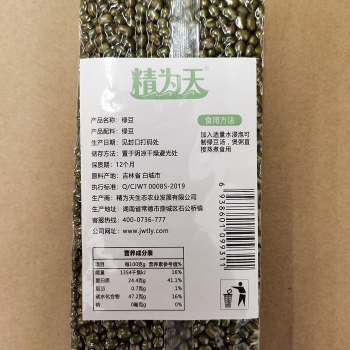 精为天
产品名称： 绿豆
产品配料： 绿豆
生产日期： 见封口打码处
储存方法： 置于阴凉干燥避光处
保质期： 12个月
原料产地： 吉林省 白城市
执行标准： Q/CJWT 0008S-2019
生产商： 精为天生态农业发展有限公司
生产地址： 湖南省常德市鼎城区石公桥镇
客服热线： 400-0736-777
公司网址： www.jwtly.com
食用方法
加入适量水浸泡可
制绿豆汤，煲粥直
接蒸煮食用
营养成分表
项目 每100克(g) 营养素参考值%
能量 1354千焦kJ 16%
蛋白质 24.4克(g) 41.1%
脂肪 0.7克(g) 1%
碳水化合物 47.2克(g) 16%
钠 0毫克(g) 0%